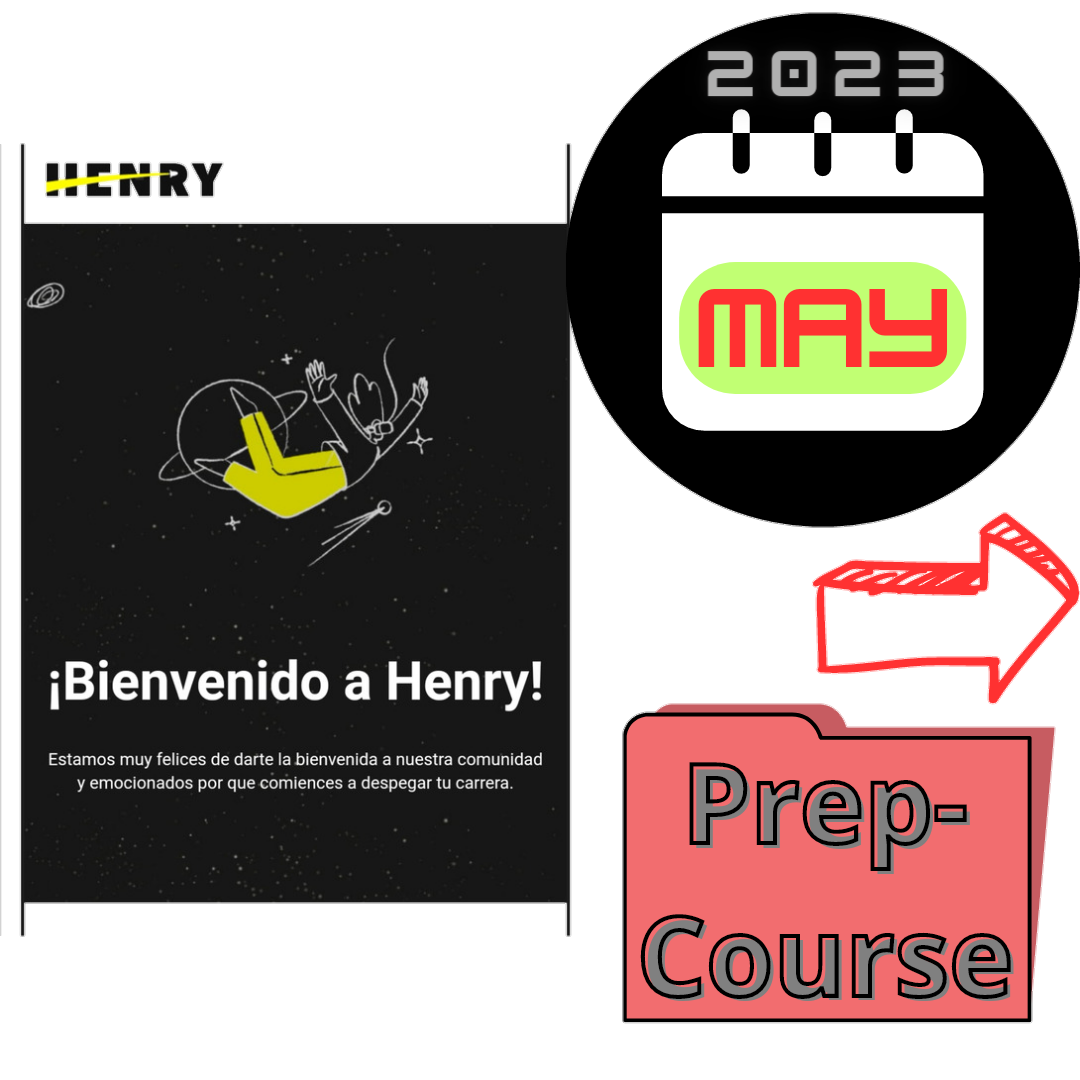 HENRY
¡Bienvenido a Henry!
Estamos muy felices de darte la bienvenida a nuestra comunidad
y emocionados por que comiences a despegar tu carrera.
2023
MAY
Prep-
Course